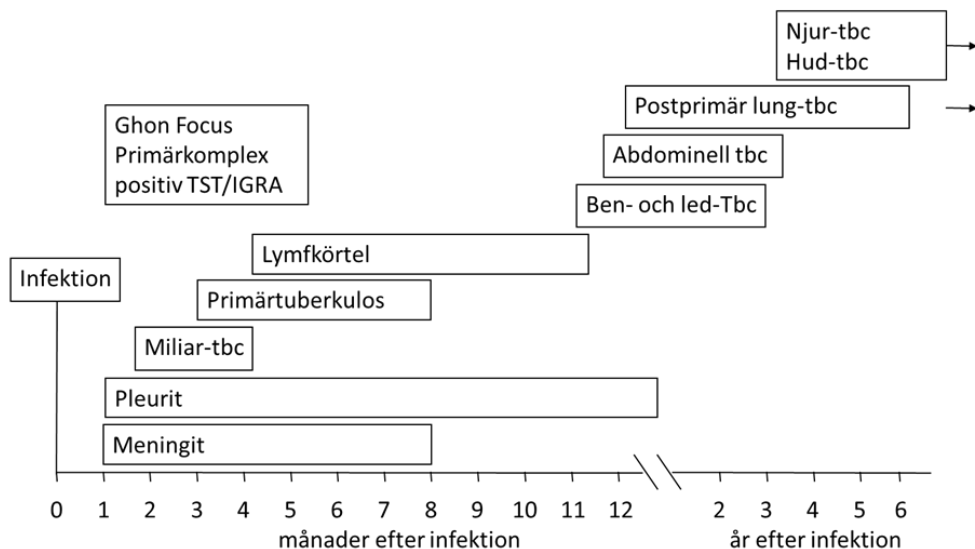 Njur-tbc
Hud-tbc
Postprimär lung-tbc
Ghon Focus
Primärkomplex
positiv TST/IGRA
Abdominell tbc
Ben- och led-Tbc
Lymfkörtel
Infektion
Primärtuberkulos
Miliar-tbc
Pleurit
Meningit
0 1 2 3 4 5 6 7 8 9 10 11 12 2 3 4 5 6
månader efter infektion år efter infektion